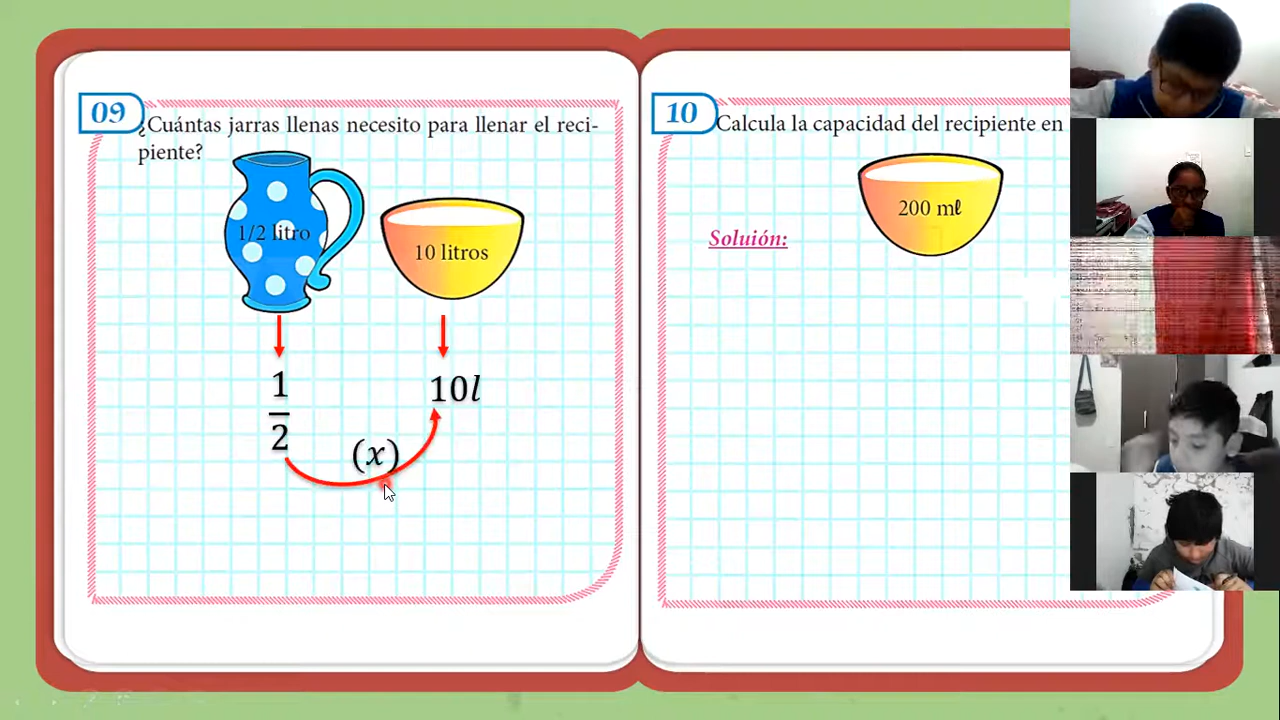 09
¿Cuántas jarras llenas necesito para llenar el reci-
piente?
1/2 litro
10 litros
1
2
10l
(x)
10
Calcula la capacidad del recipiente en
200 mℓ
Soluión: